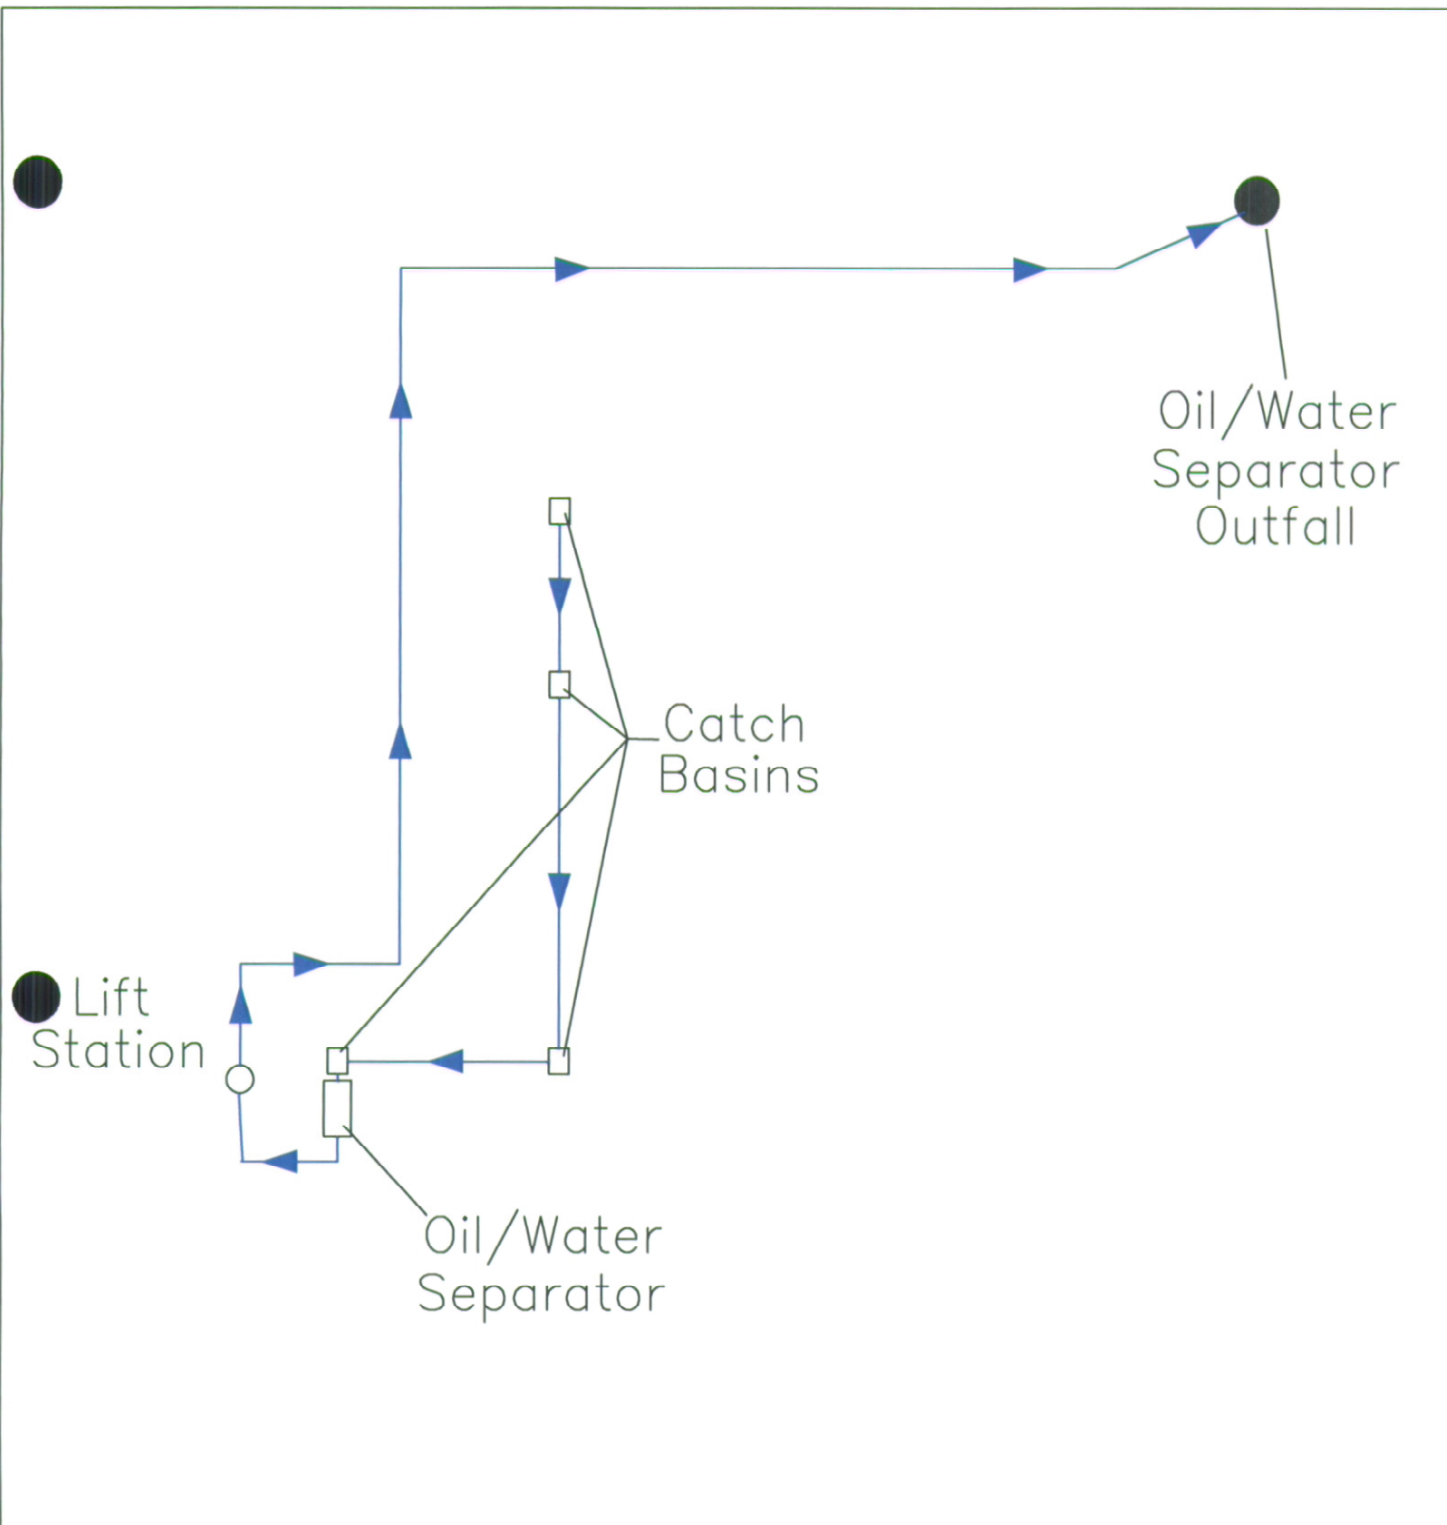 Oil/Water
Separator
Outfall
Catch
Basins
Lift
Station
Oil/Water
Separator